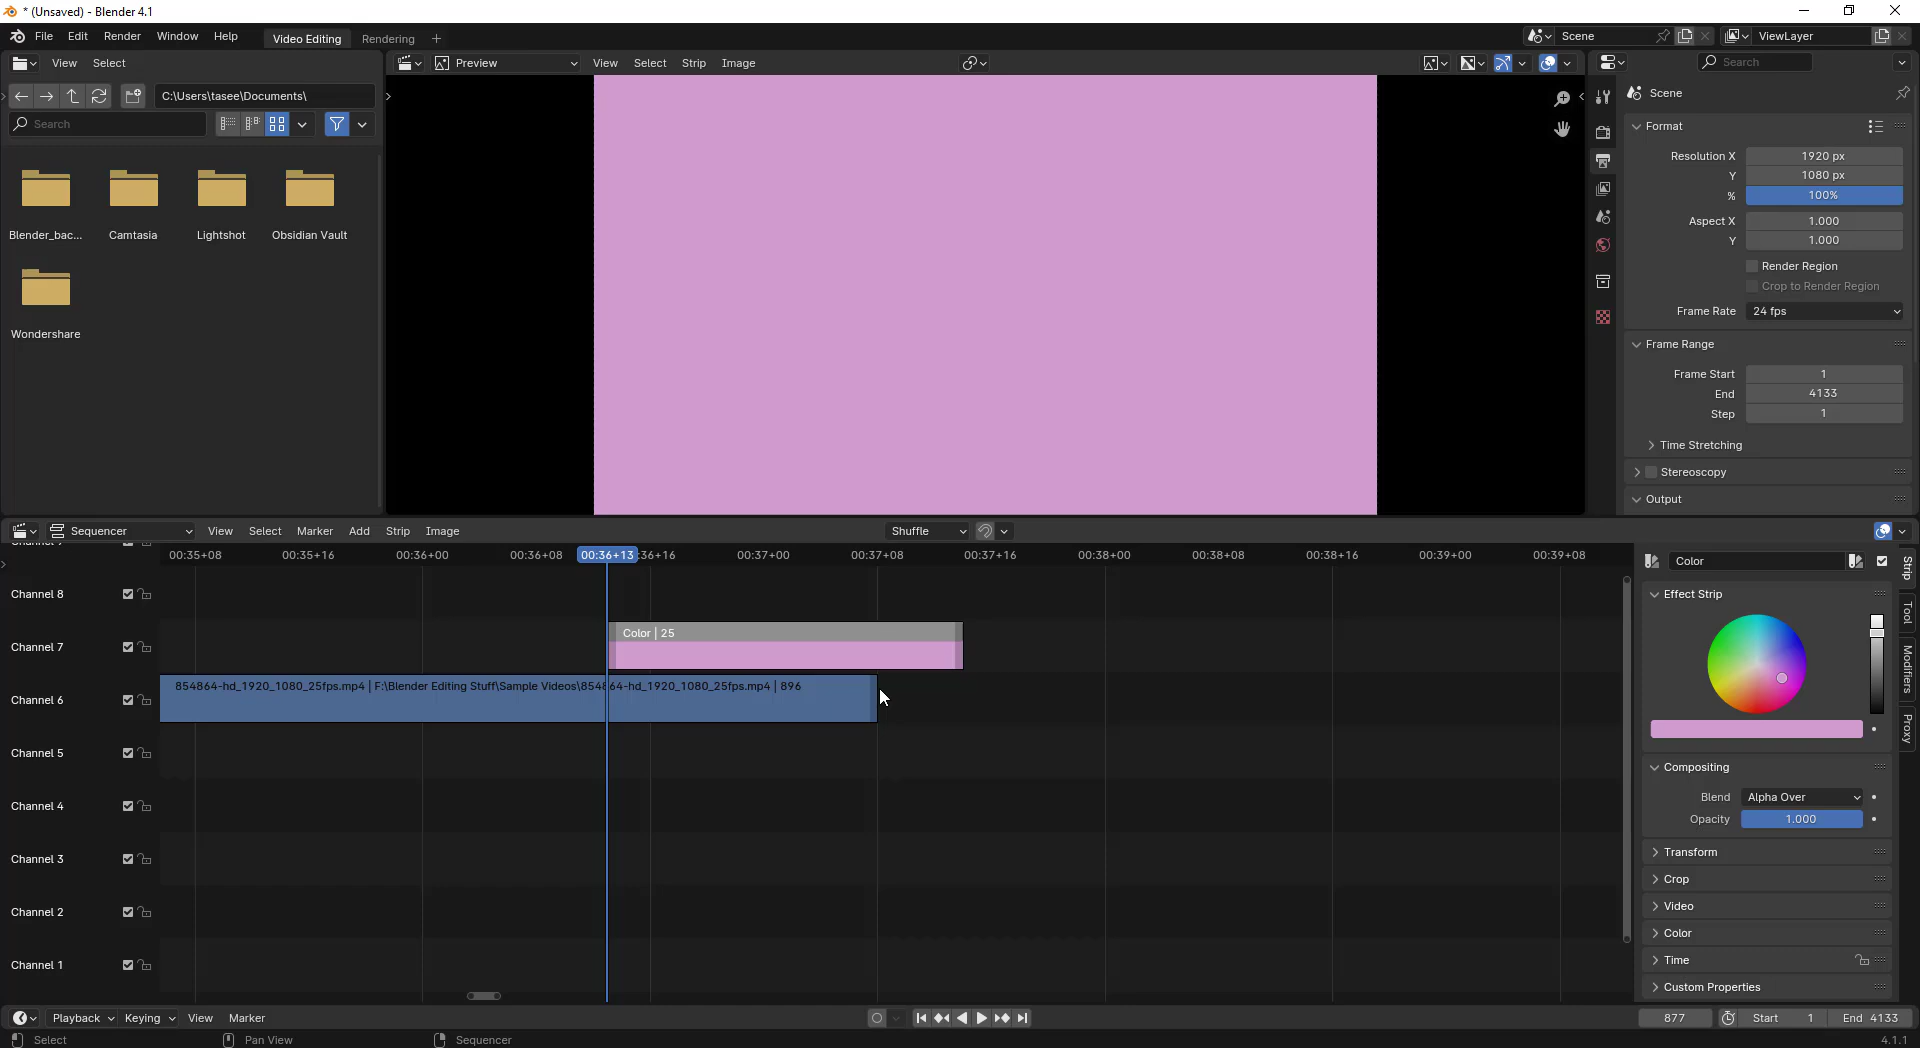 * (Unsaved) - Blender 4.1
File Edit Render Window Help Video Editing Rendering + Scene ViewLayer
View Select Preview View Select Strip Image Search
C:\Users\tasee\Documents\
Search
Scene
Format
Resolution X 1920 px
Y 1080 px
% 100%
Aspect X 1.000
Y 1.000
Render Region
Crop to Render Region
Frame Rate 24 fps
Blender_bac... Camtasia Lightshot Obsidian Vault
Wondershare
Frame Range
Frame Start 1
End 4133
Step 1
Time Stretching
Stereoscopy
Output
Sequencer View Select Marker Add Strip Image Shuffle
00:35+08 00:35+16 00:36+00 00:36+08 00:36+13 :36+16 00:37+00 00:37+08 00:37+16 00:38+00 00:38+08 00:38+16 00:39+00 00:39+08
Channel 8
Channel 7
Color | 25
Channel 6
854864-hd_1920_1080_25fps.mp4 | F:\Blender Editing Stuff\Sample Videos\854864-hd_1920_1080_25fps.mp4 | 896
Channel 5
Channel 4
Channel 3
Channel 2
Channel 1
Color
Effect Strip
Compositing
Blend Alpha Over
Opacity 1.000
Transform
Crop
Video
Color
Time
Custom Properties
Strip
Tool
Modifiers
Proxy
Playback Keying View Marker 877 Start 1 End 4133
Select Pan View Sequencer 4.1.1